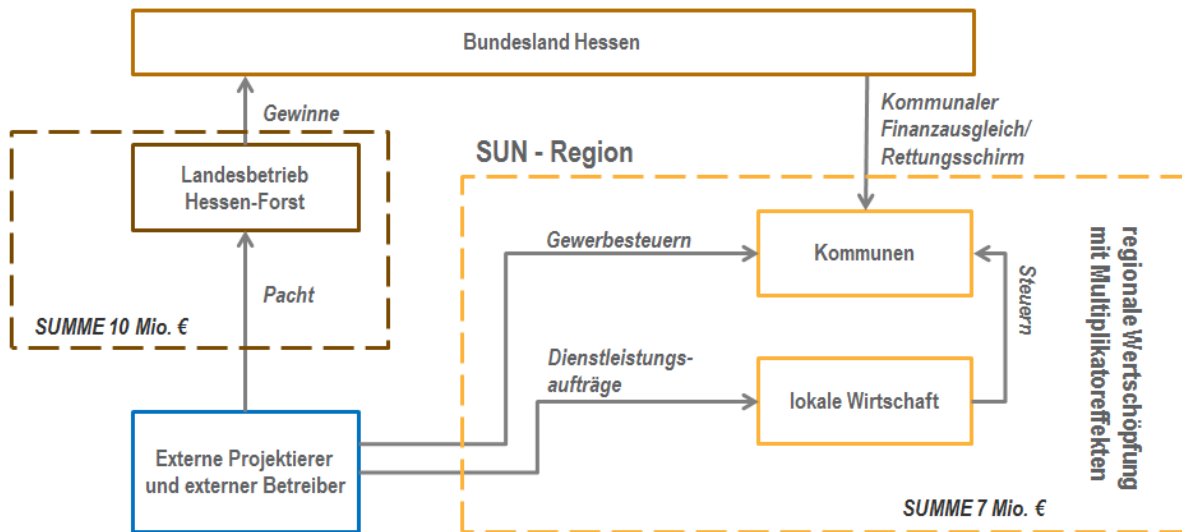 Bundesland Hessen
Gewinne
Kommunaler
Finanzausgleich/
Rettungsschirm
SUN - Region
Landesbetrieb
Hessen-Forst
Gewerbesteuern
Kommunen
Pacht
Steuern
regionale Wertschöpfung
mit Multiplikatoreffekten
SUMME 10 Mio. €
Dienstleistungs-
aufträge
lokale Wirtschaft
Externe Projektierer
und externer Betreiber
SUMME 7 Mio. €